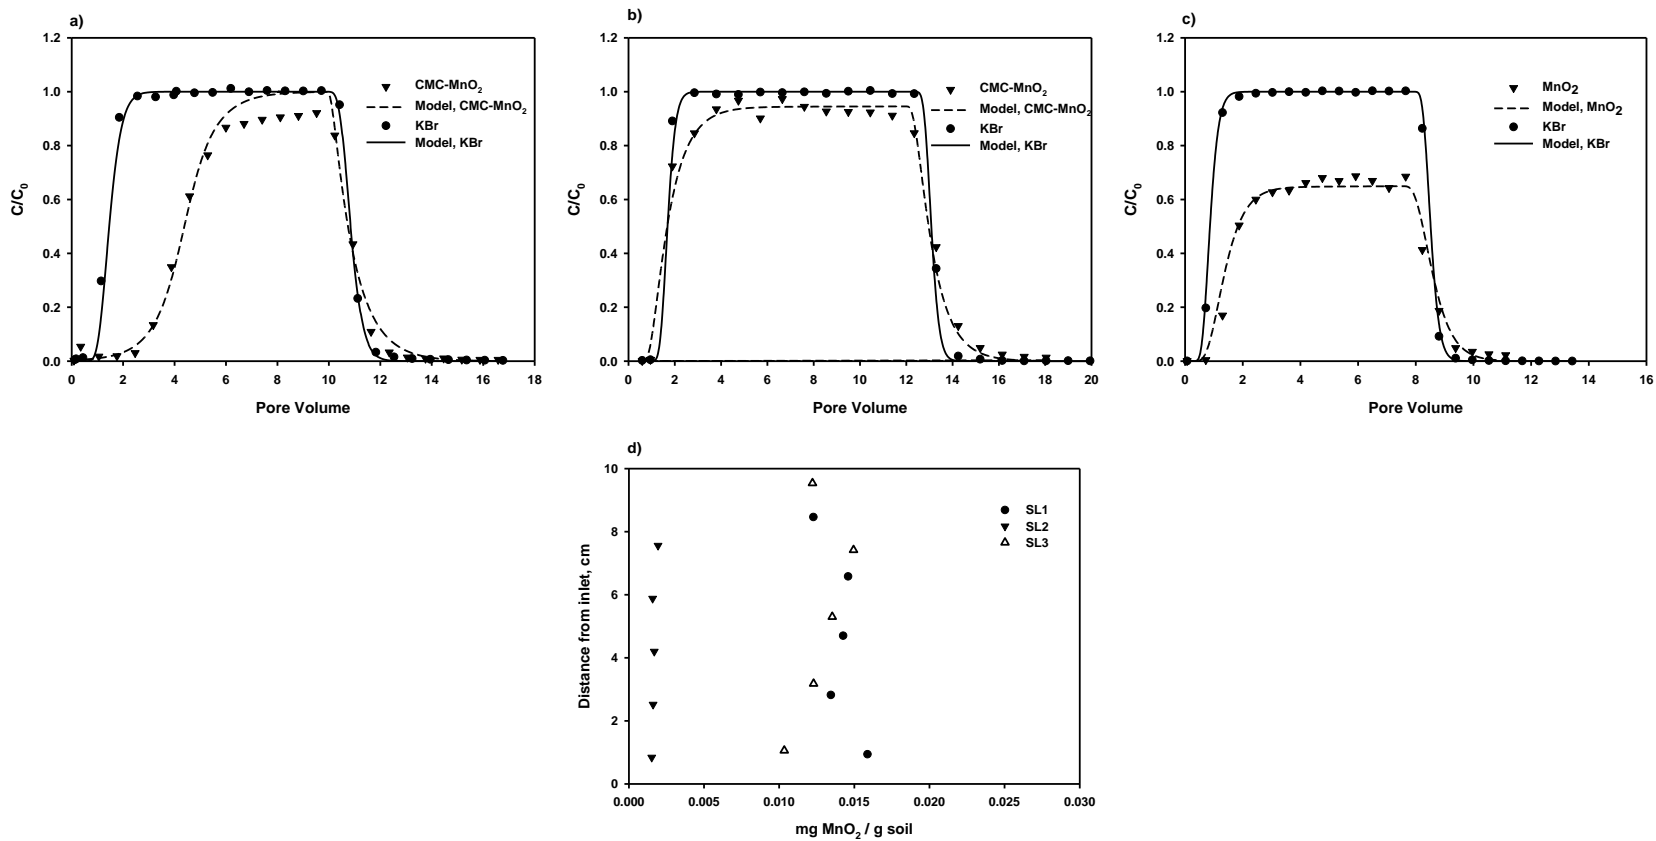 a)
1.2
1.0
0.8
0.6
0.4
0.2
0.0
C/C0
0 2 4 6 8 10 12 14 16 18
Pore Volume
CMC-MnO2
Model, CMC-MnO2
KBr
Model, KBr
b)
1.2
1.0
0.8
0.6
0.4
0.2
0.0
C/C0
0 2 4 6 8 10 12 14 16 18 20
Pore Volume
CMC-MnO2
Model, CMC-MnO2
KBr
Model, KBr
c)
1.2
1.0
0.8
0.6
0.4
0.2
0.0
C/C0
0 2 4 6 8 10 12 14 16
Pore Volume
MnO2
Model, MnO2
KBr
Model, KBr
d)
10
8
6
4
2
0
Distance from inlet, cm
0.000 0.005 0.010 0.015 0.020 0.025 0.030
mg MnO2 / g soil
SL1
SL2
SL3